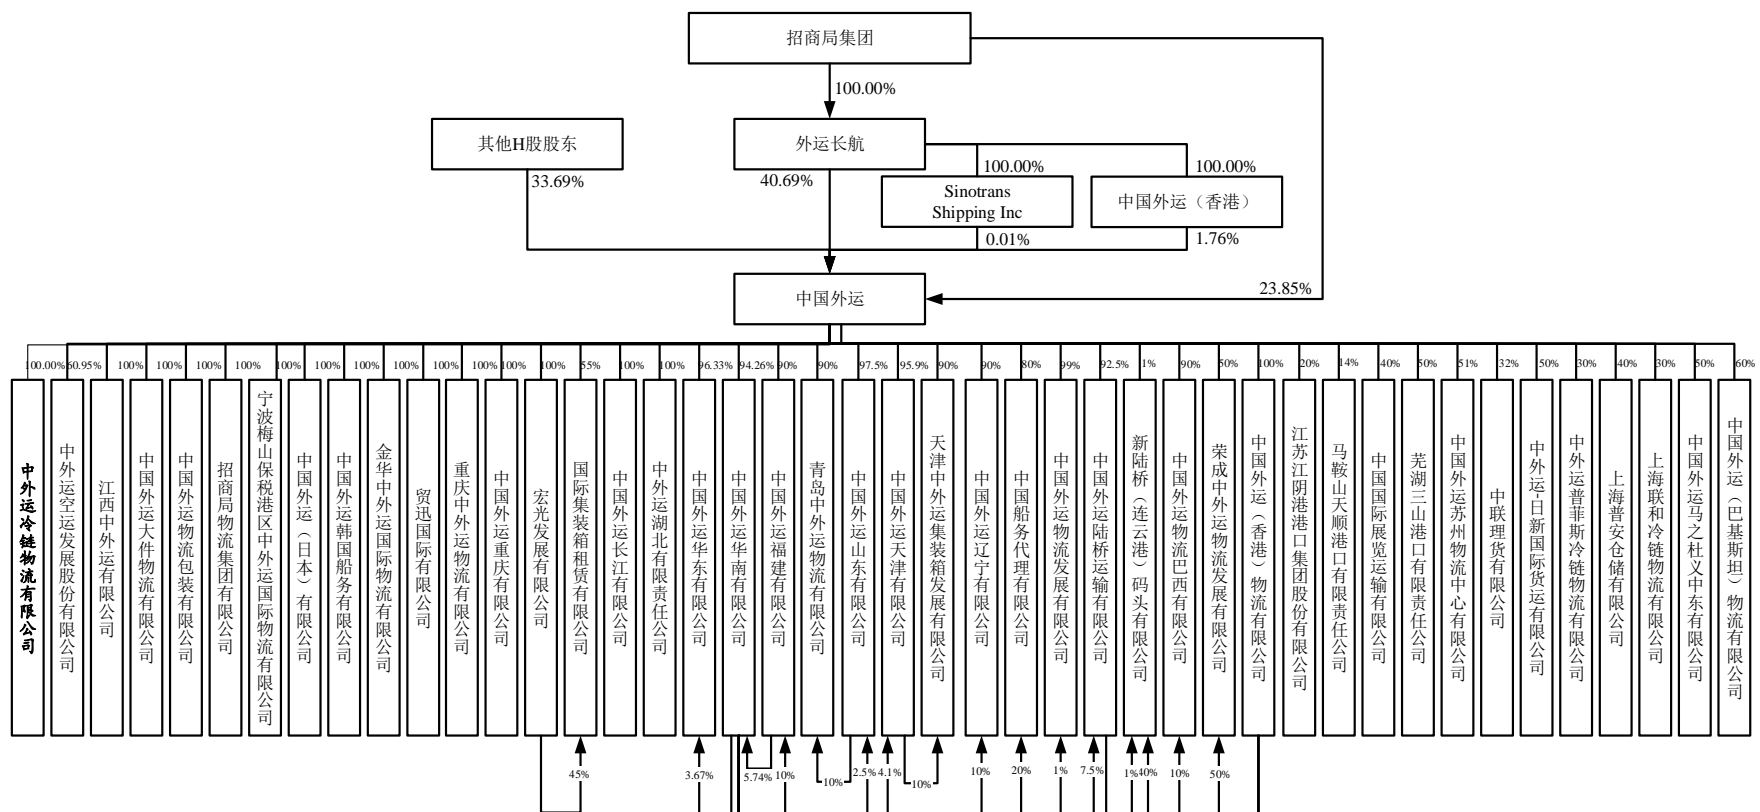 招商局集团
100.00%
其他H股股东
外运长航
33.69%
40.69%
100.00%
100.00%
Sinotrans
Shipping Inc
中国外运（香港）
0.01%
1.76%
中国外运
23.85%
100.00%
60.95%
100%
100%
100%
100%
100%
100%
100%
100%
100%
100%
100%
55%
100%
100%
96.33%
94.26%
90%
90%
97.5%
95.9%
90%
90%
80%
99%
92.5%
1%
90%
50%
100%
20%
14%
40%
50%
51%
32%
50%
30%
40%
30%
50%
60%
中外运冷链物流有限公司
中外运空运发展股份有限公司
江西中外运有限公司
中国外运大件物流有限公司
中国外运物流包装有限公司
招商局物流集团有限公司
宁波梅山保税港区中外运国际物流有限公司
中国外运（日本）有限公司
中国外运韩国船务有限公司
金华中外运国际物流有限公司
贸迅国际有限公司
重庆中外运物流有限公司
中国外运重庆有限公司
宏光发展有限公司
国际集装箱租赁有限公司
中国外运长江有限公司
中外运湖北有限责任公司
中国外运华东有限公司
中国外运华南有限公司
中国外运福建有限公司
青岛中外运物流有限公司
中国外运山东有限公司
中国外运天津有限公司
天津中外运集装箱发展有限公司
中国外运辽宁有限公司
中国船务代理有限公司
中国外运物流发展有限公司
中国外运陆桥运输有限公司
新陆桥（连云港）码头有限公司
中国外运物流巴西有限公司
荣成中外运物流发展有限公司
中国外运（香港）物流有限公司
江苏江阴港港口集团股份有限公司
马鞍山天顺港口有限责任公司
中国国际展览运输有限公司
芜湖三山港口有限责任公司
中国外运苏州物流中心有限公司
中联理货有限公司
中外运-日新国际货运有限公司
中外运普菲斯冷链物流有限公司
上海普安仓储有限公司
上海联和冷链物流有限公司
中国外运马之杜义中东有限公司
中国外运（巴基斯坦）物流有限公司
45%
3.67%
5.74%
10%
10%
2.5%
4.1%
10%
10%
20%
1%
7.5%
1%
40%
10%
50%